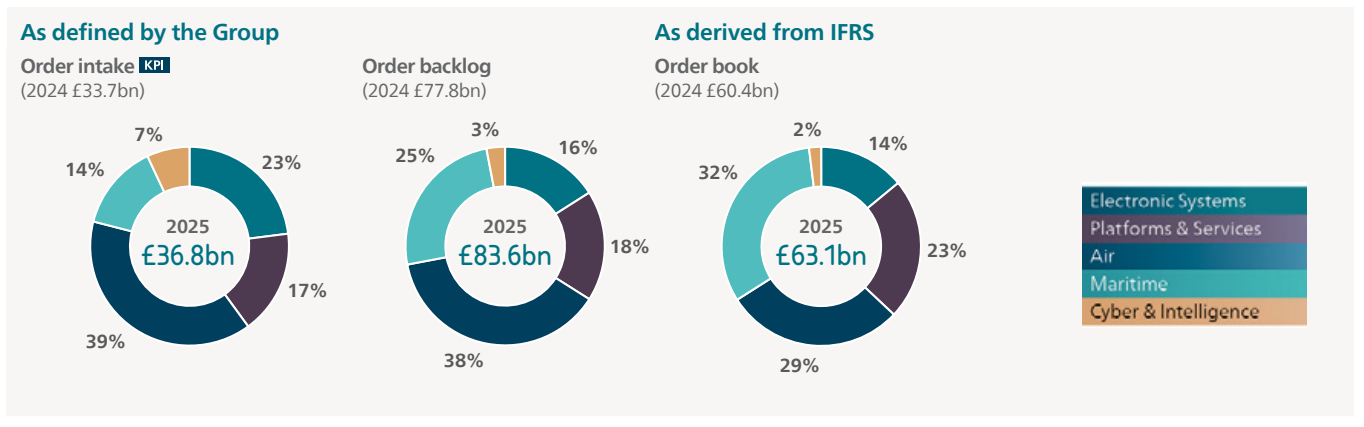 As defined by the Group
Order intake KPI
(2024 £33.7bn)
7%
23%
14%
2025
£36.8bn
17%
39%
Order backlog
(2024 £77.8bn)
3%
16%
25%
2025
£83.6bn
18%
38%
As derived from IFRS
Order book
(2024 £60.4bn)
2%
14%
32%
2025
£63.1bn
23%
29%
Electronic Systems
Platforms & Services
Air
Maritime
Cyber & Intelligence